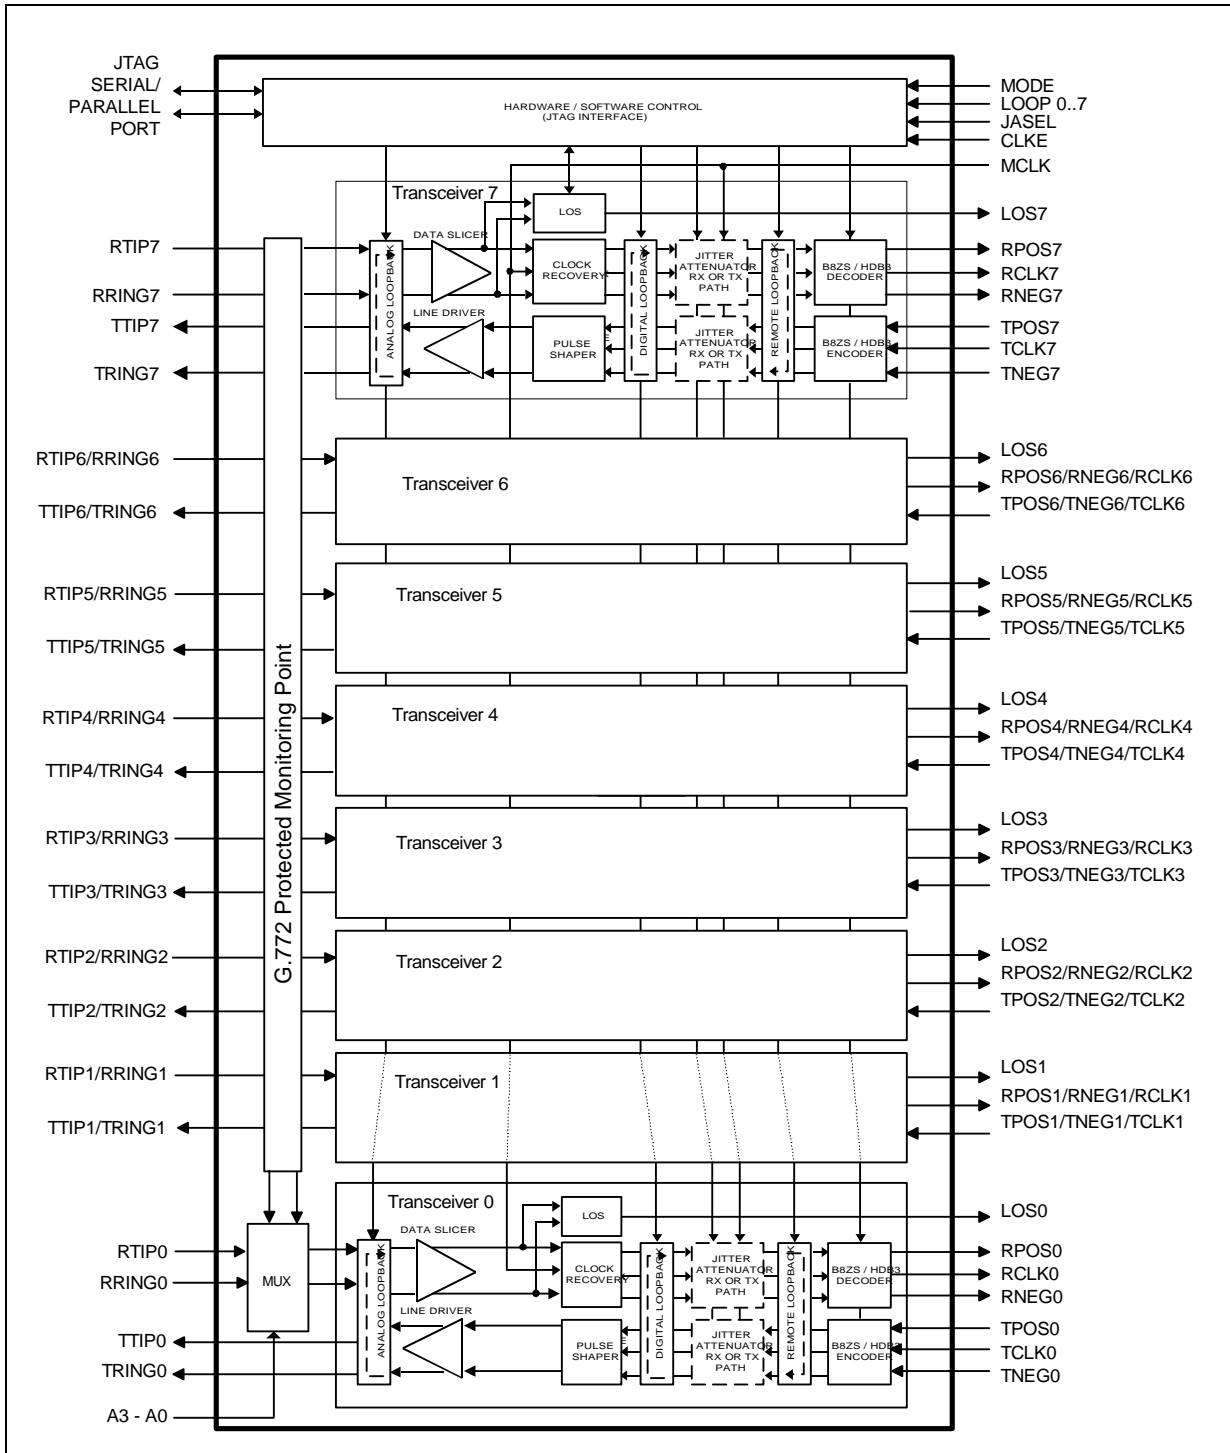 JTAG
SERIAL/
PARALLEL
PORT
HARDWARE / SOFTWARE CONTROL
(JTAG INTERFACE)
MODE
LOOP 0..7
JASEL
CLKE
MCLK
Transceiver 7
LOS
LOS7
RTIP7
RRING7
TTIP7
TRING7
ANALOG LOOPBACK
DATA SLICER
LINE DRIVER
CLOCK
RECOVERY
PULSE
SHAPER
DIGITAL LOOPBACK
JITTER
ATTENUATOR
RX OR TX
PATH
JITTER
ATTENUATOR
RX OR TX
PATH
REMOTE LOOPBACK
B8ZS / HDB3
DECODER
B8ZS / HDB3
ENCODER
RPOS7
RCLK7
RNEG7
TPOS7
TCLK7
TNEG7
G.772 Protected Monitoring Point
RTIP6/RRING6
TTIP6/TRING6
Transceiver 6
LOS6
RPOS6/RNEG6/RCLK6
TPOS6/TNEG6/TCLK6
RTIP5/RRING5
TTIP5/TRING5
Transceiver 5
LOS5
RPOS5/RNEG5/RCLK5
TPOS5/TNEG5/TCLK5
RTIP4/RRING4
TTIP4/TRING4
Transceiver 4
LOS4
RPOS4/RNEG4/RCLK4
TPOS4/TNEG4/TCLK4
RTIP3/RRING3
TTIP3/TRING3
Transceiver 3
LOS3
RPOS3/RNEG3/RCLK3
TPOS3/TNEG3/TCLK3
RTIP2/RRING2
TTIP2/TRING2
Transceiver 2
LOS2
RPOS2/RNEG2/RCLK2
TPOS2/TNEG2/TCLK2
RTIP1/RRING1
TTIP1/TRING1
Transceiver 1
LOS1
RPOS1/RNEG1/RCLK1
TPOS1/TNEG1/TCLK1
Transceiver 0
LOS
LOS0
RTIP0
RRING0
TTIP0
TRING0
A3 - A0
MUX
ANALOG LOOPBACK
DATA SLICER
LINE DRIVER
CLOCK
RECOVERY
PULSE
SHAPER
DIGITAL LOOPBACK
JITTER
ATTENUATOR
RX OR TX
PATH
JITTER
ATTENUATOR
RX OR TX
PATH
REMOTE LOOPBACK
B8ZS / HDB3
DECODER
B8ZS / HDB3
ENCODER
RPOS0
RCLK0
RNEG0
TPOS0
TCLK0
TNEG0